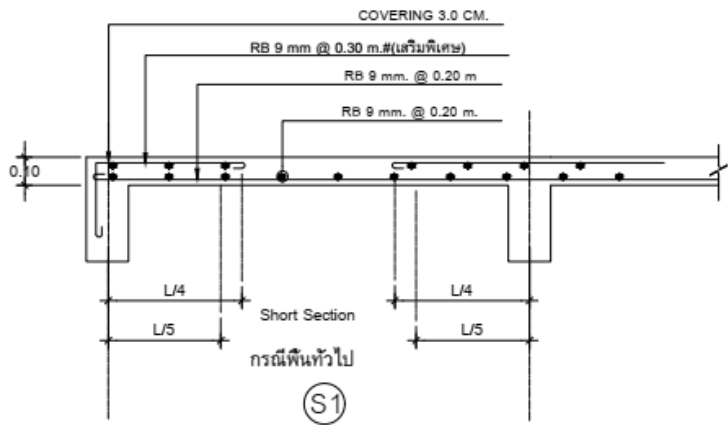 COVERING 3.0 CM.
RB 9 mm @ 0.30 m.#(เสริมพิเศษ)
RB 9 mm. @ 0.20 m
RB 9 mm. @ 0.20 m.
0.10
L/4
L/4
Short Section
L/5
L/5
กรณีพื้นทั่วไป
S1